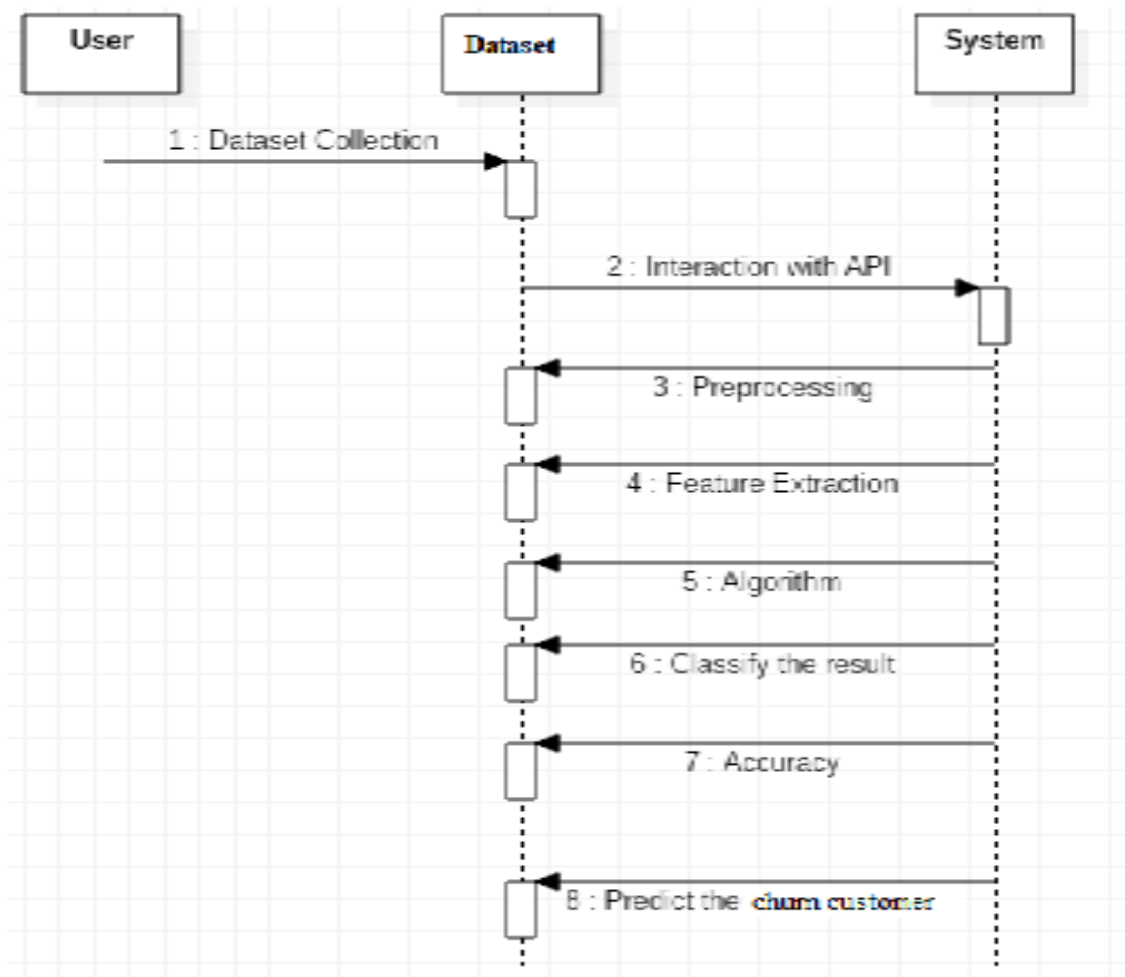 User
Dataset
System
1 : Dataset Collection
2 : Interaction with API
3 : Preprocessing
4 : Feature Extraction
5 : Algorithm
6 : Classify the result
7 : Accuracy
8 : Predict the churn customer